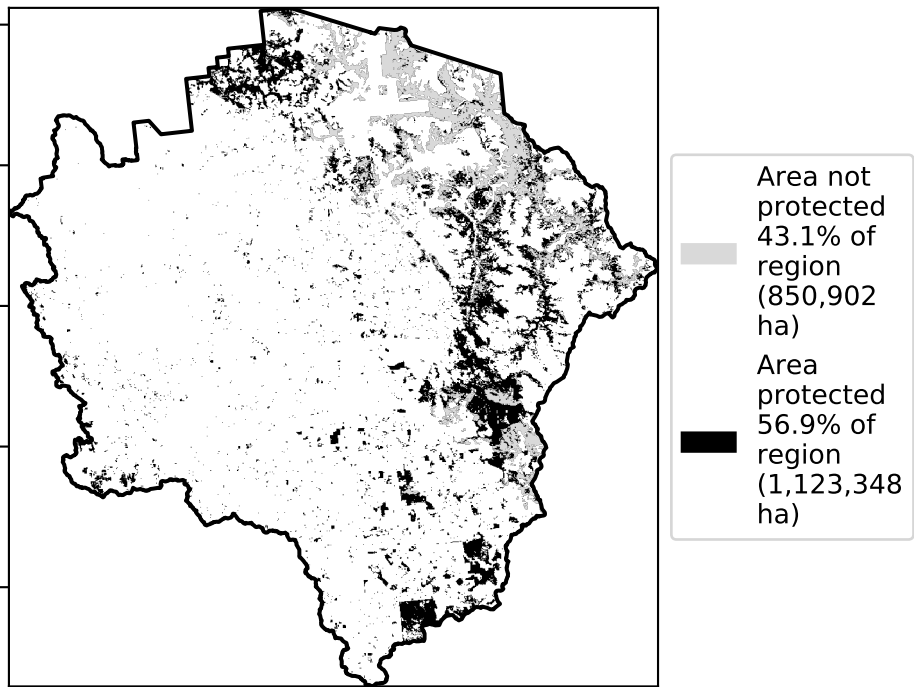 Area not
protected
43.1% of
region
(850,902
ha)
Area
protected
56.9% of
region
(1,123,348
ha)